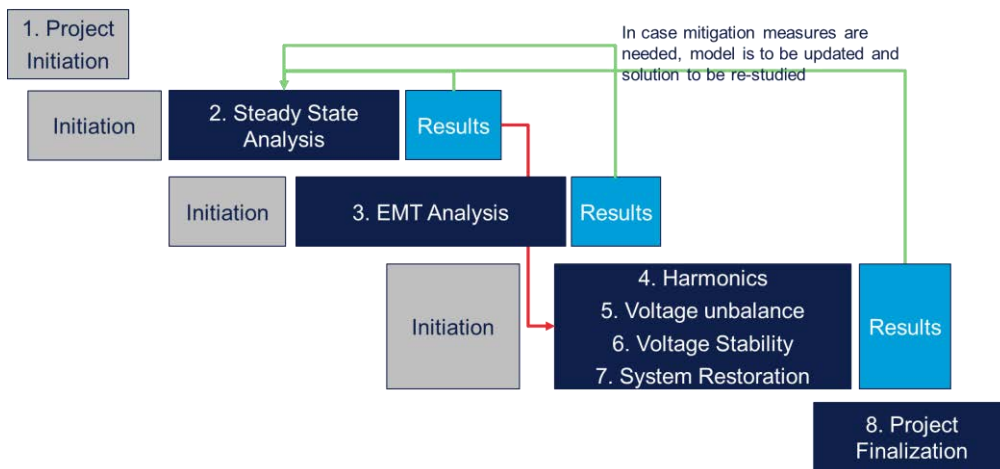 1. Project
Initiation
In case mitigation measures are
needed, model is to be updated and
solution to be re-studied
Initiation
2. Steady State
Analysis
Results
Initiation
3. EMT Analysis
Results
Initiation
4. Harmonics
5. Voltage unbalance
6. Voltage Stability
7. System Restoration
Results
8. Project
Finalization